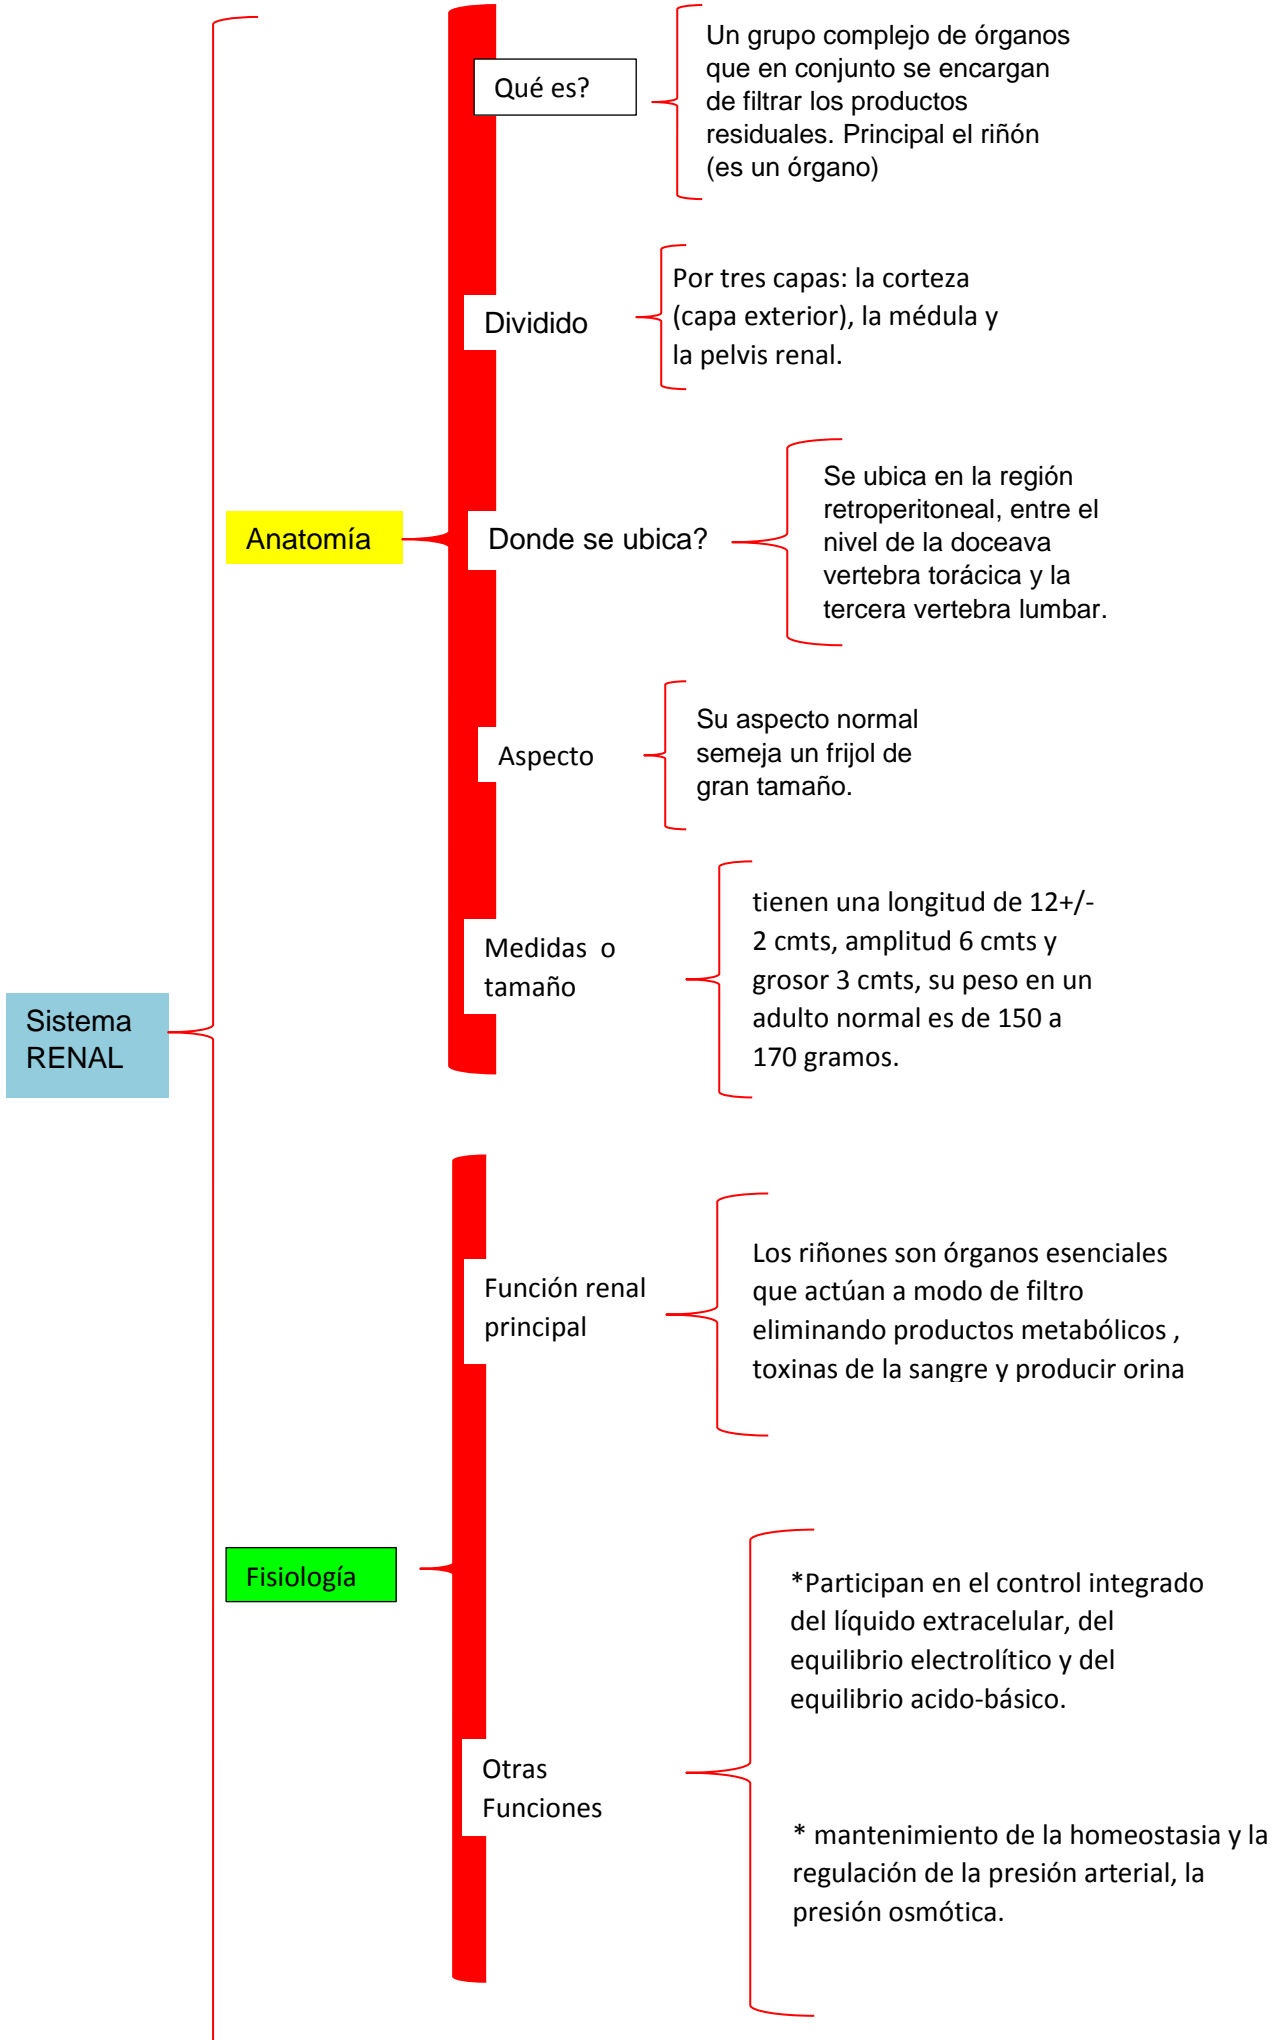 Sistema
RENAL
Anatomía
Qué es?
Un grupo complejo de órganos
que en conjunto se encargan
de filtrar los productos
residuales. Principal el riñón
(es un órgano)
Dividido
Por tres capas: la corteza
(capa exterior), la médula y
la pelvis renal.
Donde se ubica?
Se ubica en la región
retroperitoneal, entre el
nivel de la doceava
vertebra torácica y la
tercera vertebra lumbar.
Aspecto
Su aspecto normal
semeja un frijol de
gran tamaño.
Medidas o
tamaño
tienen una longitud de 12+/-
2 cmts, amplitud 6 cmts y
grosor 3 cmts, su peso en un
adulto normal es de 150 a
170 gramos.
Fisiología
Función renal
principal
Los riñones son órganos esenciales
que actúan a modo de filtro
eliminando productos metabólicos ,
toxinas de la sangre y producir orina
Otras
Funciones
*Participan en el control integrado
del líquido extracelular, del
equilibrio electrolítico y del
equilibrio acido-básico.
* mantenimiento de la homeostasia y la
regulación de la presión arterial, la
presión osmótica.